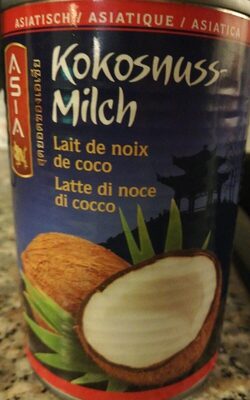 ASIATISCH / ASIATIQUE / ASIATICA
ASIA
Kokosnuss-
Milch
Lait de noix
de coco
Latte di noce
di cocco